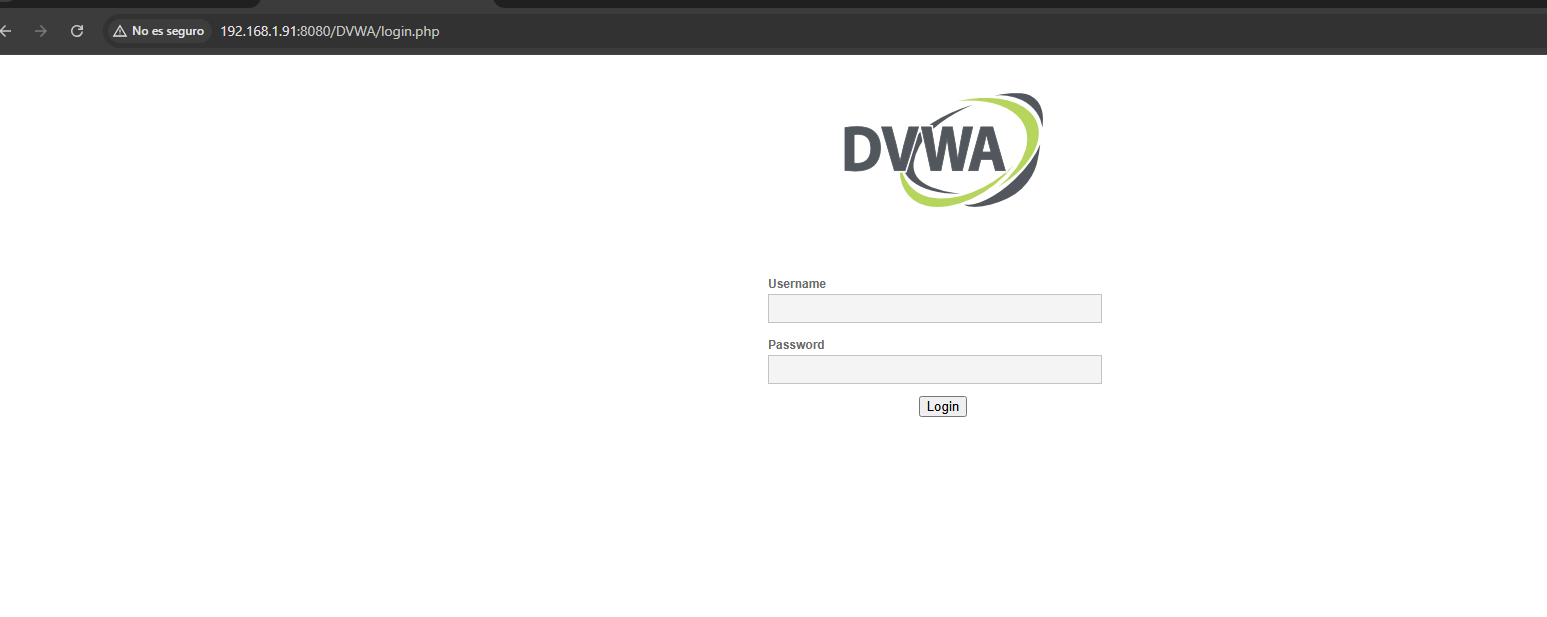 No es seguro 192.168.1.91:8080/DVWA/login.php
DVWA
Username
Password
Login